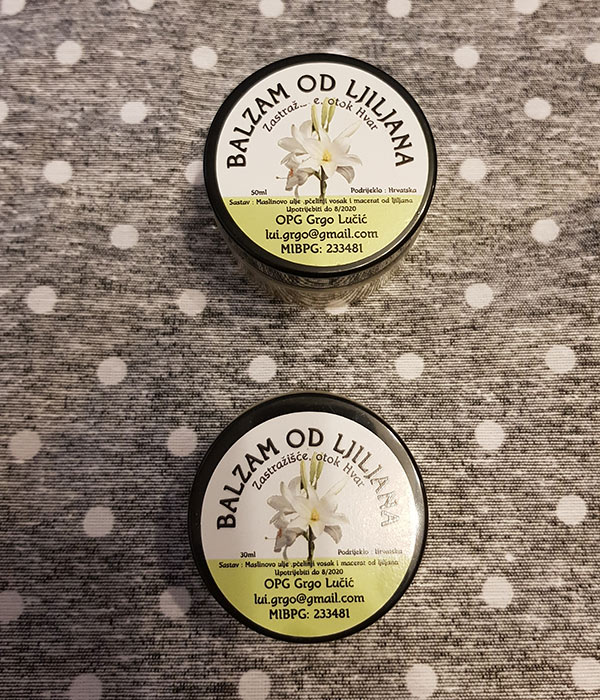 BALZAM OD LJILJANA
otok Hvar
50ml
Podrijeklo : Hrvatska
Sastav : Maslinovo ulje ,pčelinji vosak i macerat od ljiljana
Upotrijebiti do 8/2020
OPG Grgo Lučić
lui.grgo@gmail.com
MIBPG: 233481
BALZAM OD LJILJANA
Zastražišće, otok Hvar
30ml
Podrijeklo : Hrvatska
Sastav : Maslinovo ulje ,pčelinji vosak i macerat od ljiljana
Upotrijebiti do 8/2020
OPG Grgo Lučić
lui.grgo@gmail.com
MIBPG: 233481